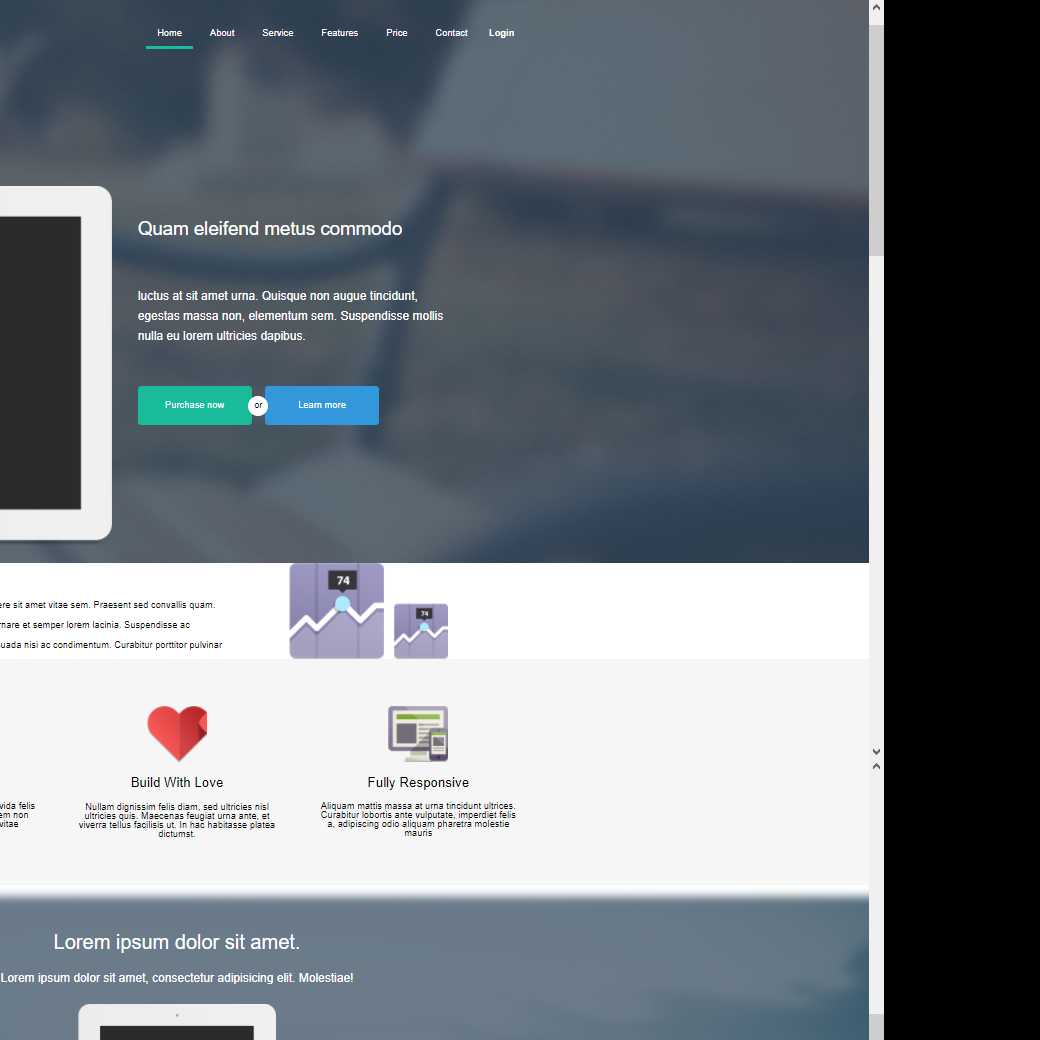 Home About Service Features Price Contact Login
Quam eleifend metus commodo
luctus at sit amet urna. Quisque non augue tincidunt,
egestas massa non, elementum sem. Suspendisse mollis
nulla eu lorem ultricies dapibus.
Purchase now or Learn more
74
74
ere sit amet vitae sem. Praesent sed convallis quam.
rnare et semper lorem lacinia. Suspendisse ac
uada nisi ac condimentum. Curabitur porttitor pulvinar
vida felis
em non
vitae
Build With Love
Nullam dignissim felis diam, sed ultricies nisl
ultricies quis. Maecenas feugiat urna ante, et
viverra tellus facilisis ut. In hac habitasse platea
dictumst.
Fully Responsive
Aliquam mattis massa at urna tincidunt ultrices.
Curabitur lobortis ante vulputate, imperdiet felis
a, adipiscing odio aliquam pharetra molestie
mauris
Lorem ipsum dolor sit amet.
Lorem ipsum dolor sit amet, consectetur adipisicing elit. Molestiae!